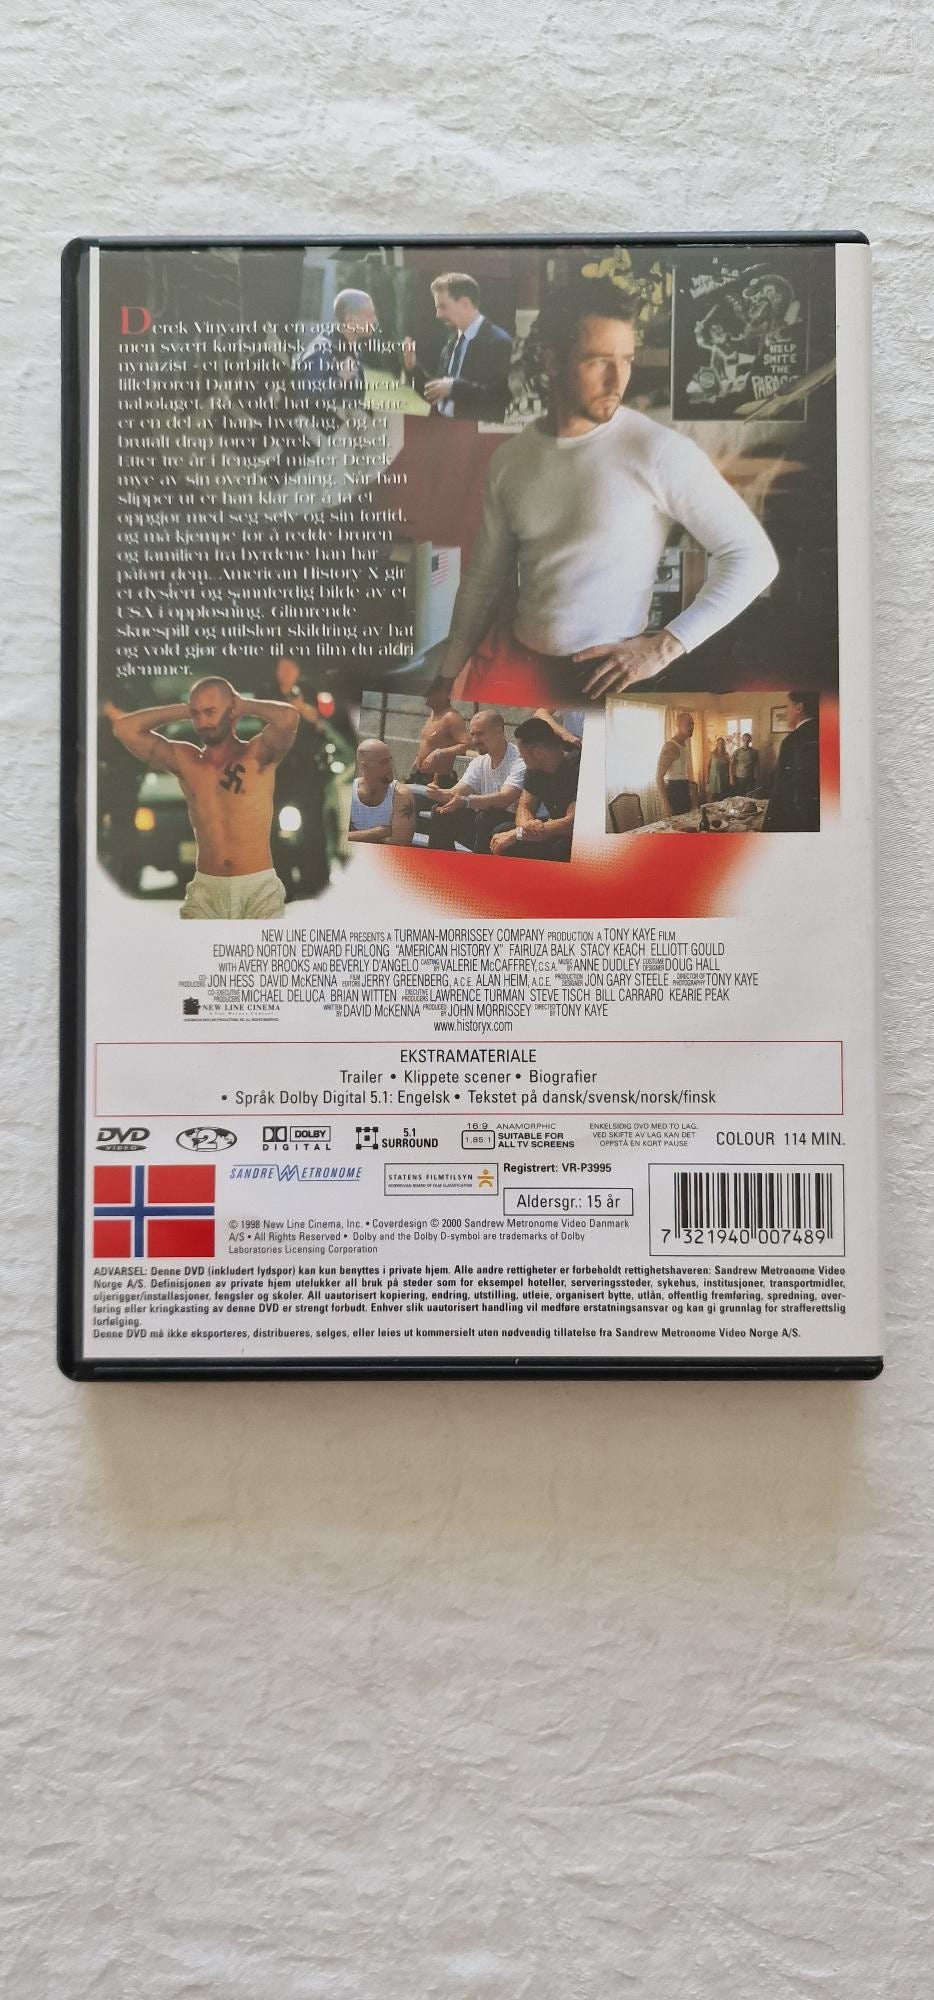 Derek Vinyard er en agressiv,
men svært karismatisk og intelligent
nynazist - et forbilde for både
lillebroren Danny og ungdommene i
nabolaget. Rå vold, hat og rasisme
er en del av hans hverdag, og et
brutalt drap fører Derek i fengsel.
Etter tre år i fengsel mister Derek
mye av sin overbevisning. Når han
slipper ut er han klar for å ta et
oppgjør med seg selv og sin fortid,
og må kjempe for å redde broren
og familien fra byrdene han har
påført dem. American History X gir
et dystert og sannferdig bilde av et
USA i oppløsning. Glimrende
skuespill og utilslørt skildring av hat
og vold gjør dette til en film du aldri
glemmer.
HELP
SMITE
THE
NEW LINE CINEMA PRESENTS A TURMAN-MORRISSEY COMPANY PRODUCTION A TONY KAYE FILM
EDWARD NORTON EDWARD FURLONG "AMERICAN HISTORY X" FAIRUZA BALK STACY KEACH ELLIOTT GOULD
WITH AVERY BROOKS AND BEVERLY D'ANGELO CASTING BY VALERIE McCAFFREY, C.S.A. MUSIC BY ANNE DUDLEY COSTUME DESIGNER DOUG HALL
CO-PRODUCERS JON HESS DAVID McKENNA FILM EDITORS JERRY GREENBERG, A.C.E. ALAN HEIM, A.C.E. PRODUCTION DESIGNER JON GARY STEELE DIRECTOR OF PHOTOGRAPHY TONY KAYE
CO-EXECUTIVE PRODUCERS MICHAEL DELUCA BRIAN WITTEN EXECUTIVE PRODUCERS LAWRENCE TURMAN STEVE TISCH BILL CARRARO KEARIE PEAK
NEW LINE CINEMA
WRITTEN BY DAVID McKENNA PRODUCED BY JOHN MORRISSEY DIRECTED BY TONY KAYE
www.historyx.com
EKSTRAMATERIALE
Trailer • Klippete scener • Biografier
• Språk Dolby Digital 5.1: Engelsk • Tekstet på dansk/svensk/norsk/finsk
DVD VIDEO
2
DOLBY DIGITAL
5.1 SURROUND
16:9
1.85:1
ANAMORPHIC
SUITABLE FOR
ALL TV SCREENS
ENKELSIDIG DVD MED TO LAG.
VED SKIFTE AV LAG KAN DET
OPPSTÅ EN KORT PAUSE
COLOUR 114 MIN.
SANDREW METRONOME
STATENS FILMTILSYN
NORWEGIAN BOARD OF FILM CLASSIFICATION
Registrert: VR-P3995
Aldersgr.: 15 år
© 1998 New Line Cinema, Inc. • Coverdesign © 2000 Sandrew Metronome Video Danmark
A/S • All Rights Reserved • Dolby and the Dolby D-symbol are trademarks of Dolby
Laboratories Licensing Corporation
7 321940 007489
ADVARSEL: Denne DVD (inkludert lydspor) kan kun benyttes i private hjem. Alle andre rettigheter er forbeholdt rettighetshaveren: Sandrew Metronome Video
Norge A/S. Definisjonen av private hjem utelukker all bruk på steder som for eksempel hoteller, serveringssteder, sykehus, institusjoner, transportmidler,
oljerigger/installasjoner, fengsler og skoler. All uautorisert kopiering, endring, utstilling, utleie, organisert bytte, utlån, offentlig fremføring, spredning, over-
føring eller kringkasting av denne DVD er strengt forbudt. Enhver slik uautorisert handling vil medføre erstatningsansvar og kan gi grunnlag for strafferettslig
forfølging.
Denne DVD må ikke eksporteres, distribueres, selges, eller leies ut kommersielt uten nødvendig tillatelse fra Sandrew Metronome Video Norge A/S.